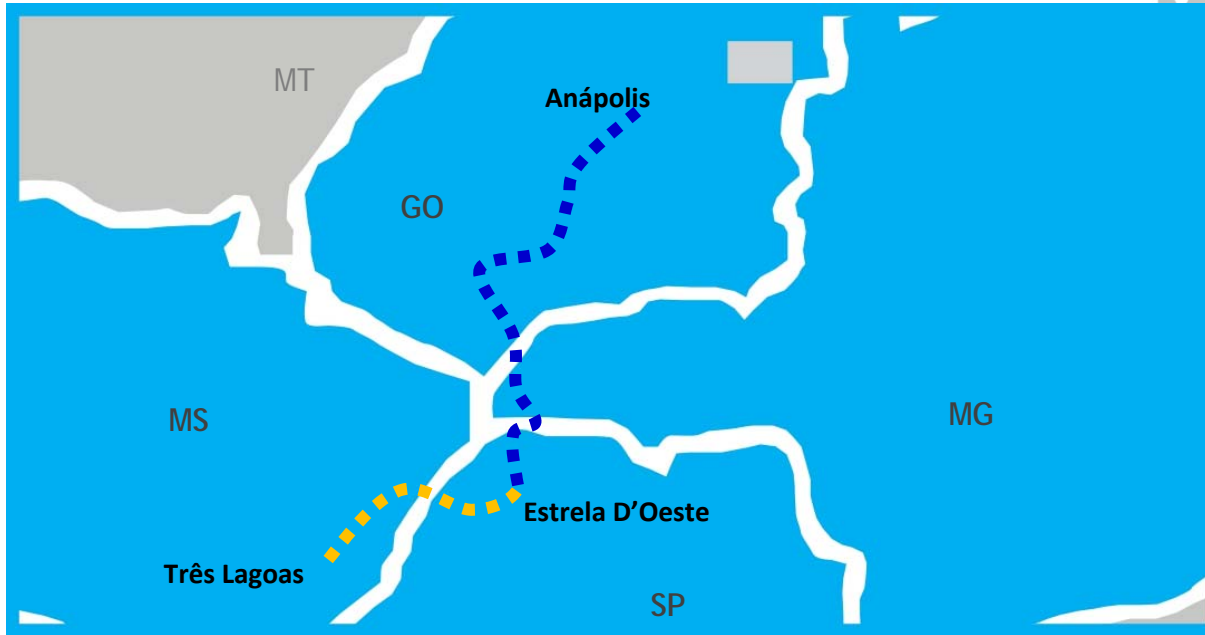 MT
Anápolis
GO
MS
MG
Estrela D’Oeste
Três Lagoas
SP